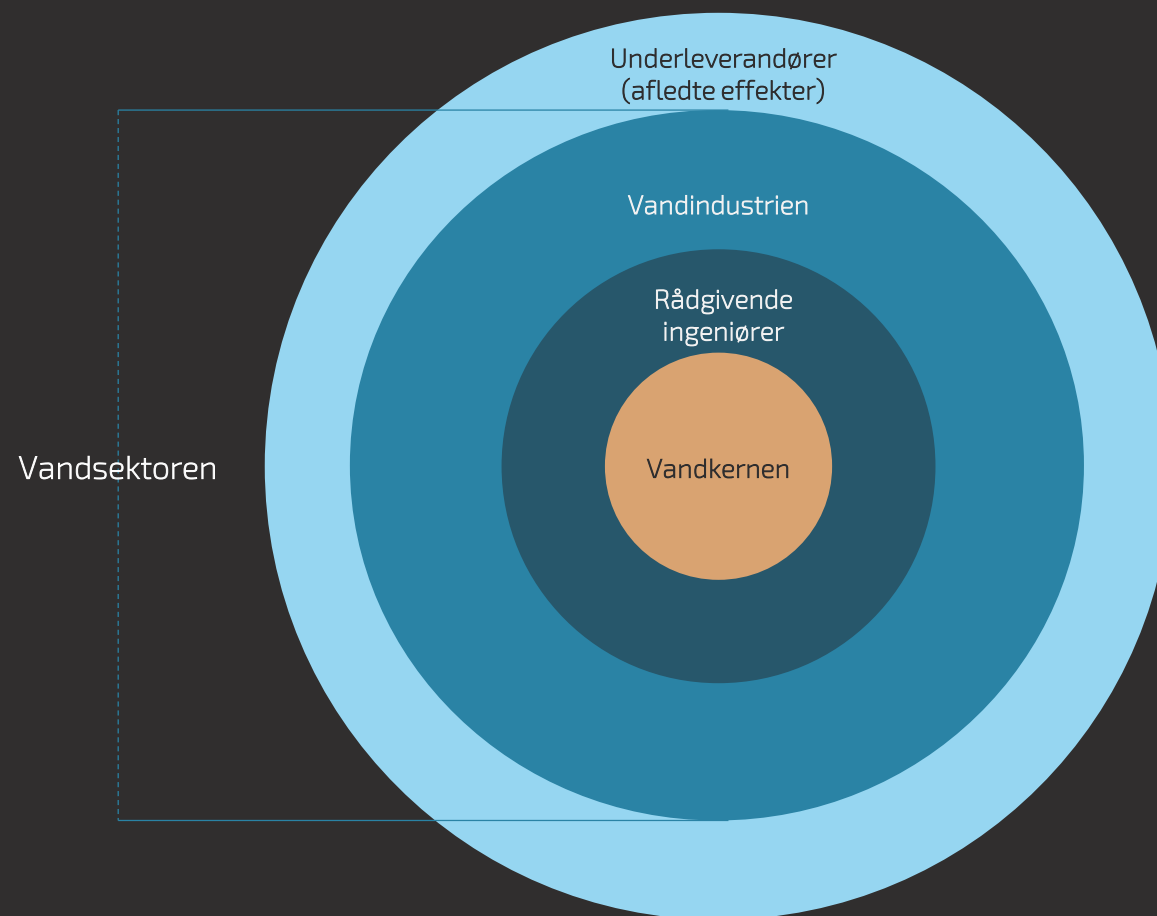 Underleverandører
(afledte effekter)
Vandindustrien
Rådgivende
ingeniører
Vandkernen
Vandsektoren